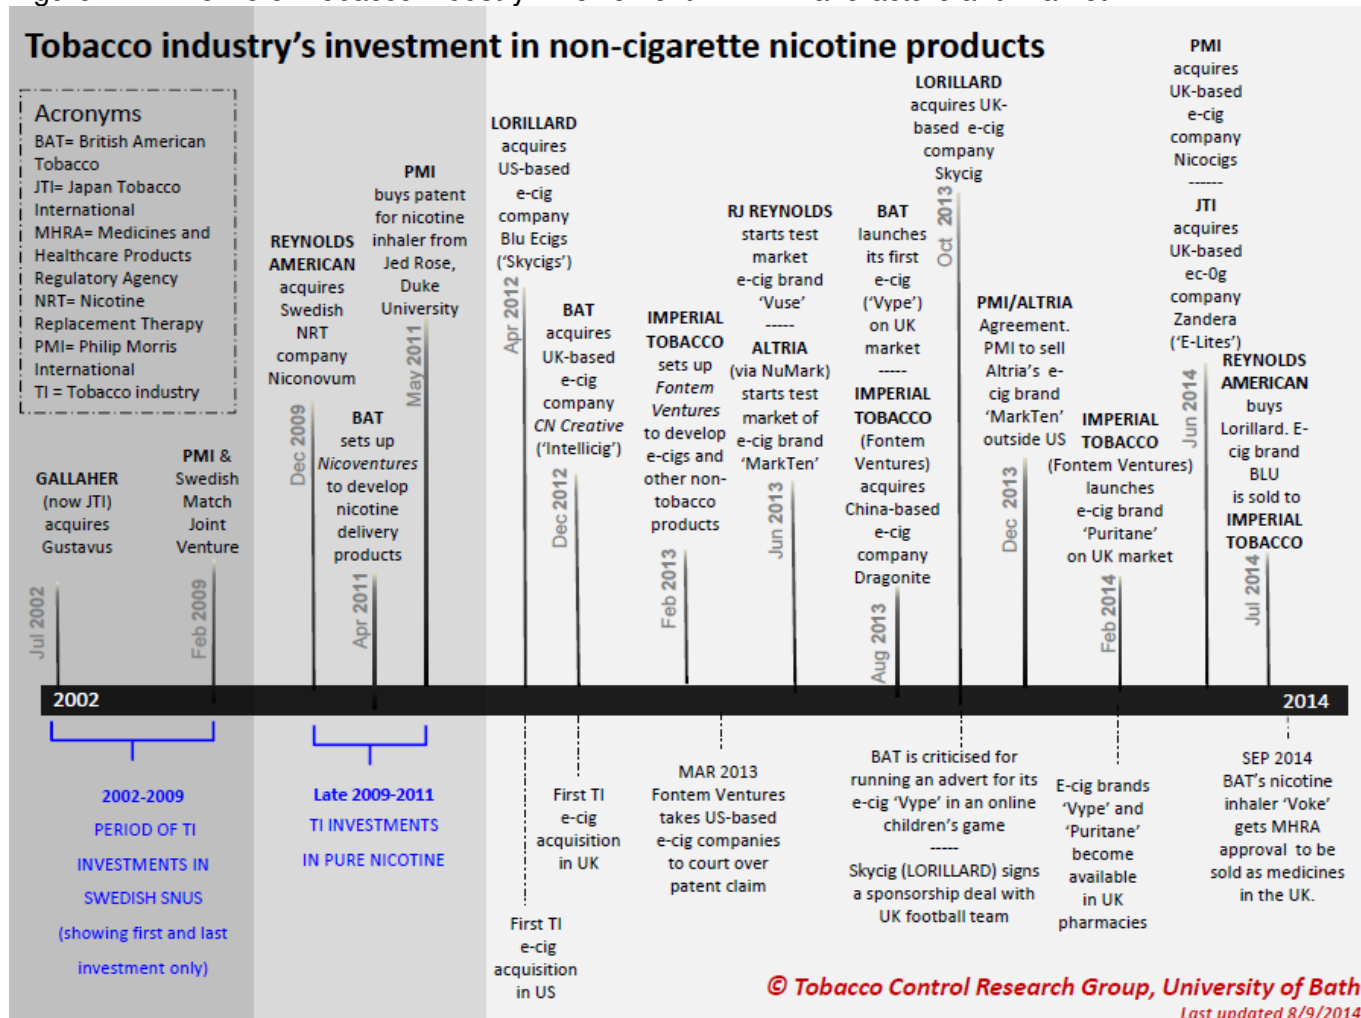 Tobacco industry's investment in non-cigarette nicotine products
Acronyms
BAT= British American
Tobacco
JTI= Japan Tobacco
International
MHRA= Medicines and
Healthcare Products
Regulatory Agency
NRT= Nicotine
Replacement Therapy
PMI= Philip Morris
International
TI = Tobacco industry
GALLAHER
(now JTI)
acquires
Gustavus
Jul 2002
PMI &
Swedish
Match
Joint
Venture
Feb 2009
REYNOLDS
AMERICAN
acquires
Swedish
NRT
company
Niconovum
Dec 2009
BAT
sets up
Nicoventures
to develop
nicotine
delivery
products
Apr 2011
PMI
buys patent
for nicotine
inhaler from
Jed Rose,
Duke
University
May 2011
LORILLARD
acquires
US-based
e-cig
company
Blu Ecigs
('Skycigs')
Apr 2012
BAT
acquires
UK-based
e-cig
company
CN Creative
('Intellicig')
Dec 2012
IMPERIAL
TOBACCO
sets up
Fontem
Ventures
to develop
e-cigs and
other non-
tobacco
products
Feb 2013
RJ REYNOLDS
starts test
market
e-cig brand
'Vuse'
-----
ALTRIA
(via NuMark)
starts test
market of
e-cig brand
'MarkTen'
Jun 2013
BAT
launches
its first
e-cig
('Vype')
on UK
market
-----
IMPERIAL
TOBACCO
(Fontem
Ventures)
acquires
China-based
e-cig
company
Dragonite
Aug 2013
LORILLARD
acquires UK-
based e-cig
company
Skycig
Oct 2013
PMI/ALTRIA
Agreement.
PMI to sell
Altria's e-
cig brand
'MarkTen'
outside US
Dec 2013
IMPERIAL
TOBACCO
(Fontem Ventures)
launches
e-cig brand
'Puritane'
on UK market
Feb 2014
PMI
acquires
UK-based
e-cig
company
Nicocigs
------
JTI
acquires
UK-based
ec-0g
company
Zandera
('E-Lites')
Jun 2014
REYNOLDS
AMERICAN
buys
Lorillard. E-
cig brand
BLU
is sold to
IMPERIAL
TOBACCO
Jul 2014
2002
2014
2002-2009
PERIOD OF TI
INVESTMENTS IN
SWEDISH SNUS
(showing first and last
investment only)
Late 2009-2011
TI INVESTMENTS
IN PURE NICOTINE
First TI
e-cig
acquisition
in US
First TI
e-cig
acquisition
in UK
MAR 2013
Fontem Ventures
takes US-based
e-cig companies
to court over
patent claim
BAT is criticised for
running an advert for its
e-cig 'Vype' in an online
children's game
-----
Skycig (LORILLARD) signs
a sponsorship deal with
UK football team
E-cig brands
'Vype' and
'Puritane'
become
available
in UK
pharmacies
SEP 2014
BAT's nicotine
inhaler 'Voke'
gets MHRA
approval to be
sold as medicines
in the UK.
© Tobacco Control Research Group, University of Bath
Last updated 8/9/2014